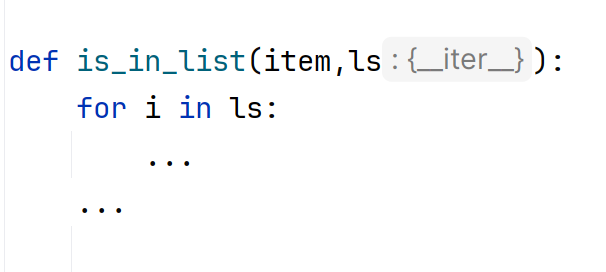 def is_in_list(item,ls: {__iter__}):
    for i in ls:
        ...
    ...